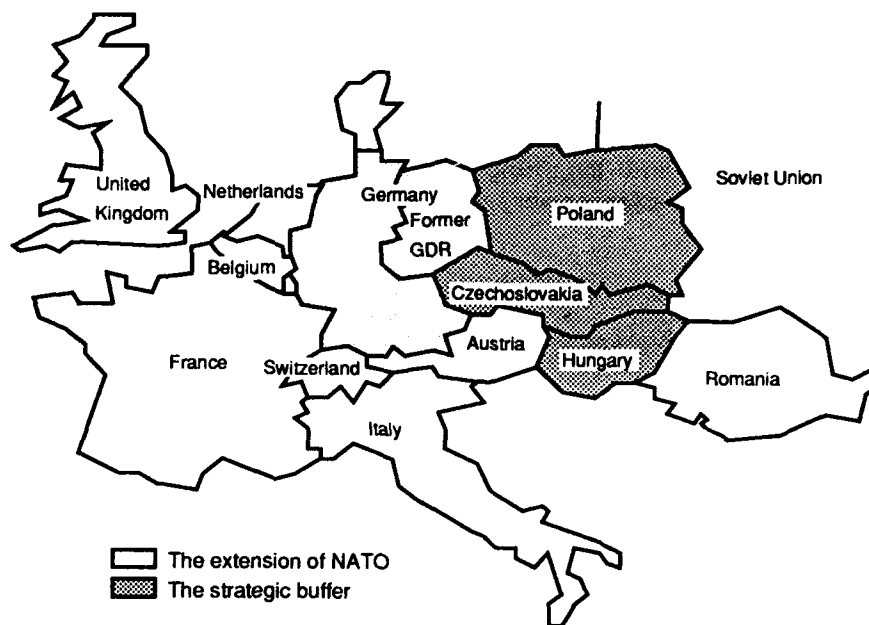 United
Kingdom
Netherlands
Germany
Former
GDR
Poland
Soviet Union
Belgium
Czechoslovakia
France
Switzerland
Austria
Hungary
Romania
Italy
The extension of NATO
The strategic buffer